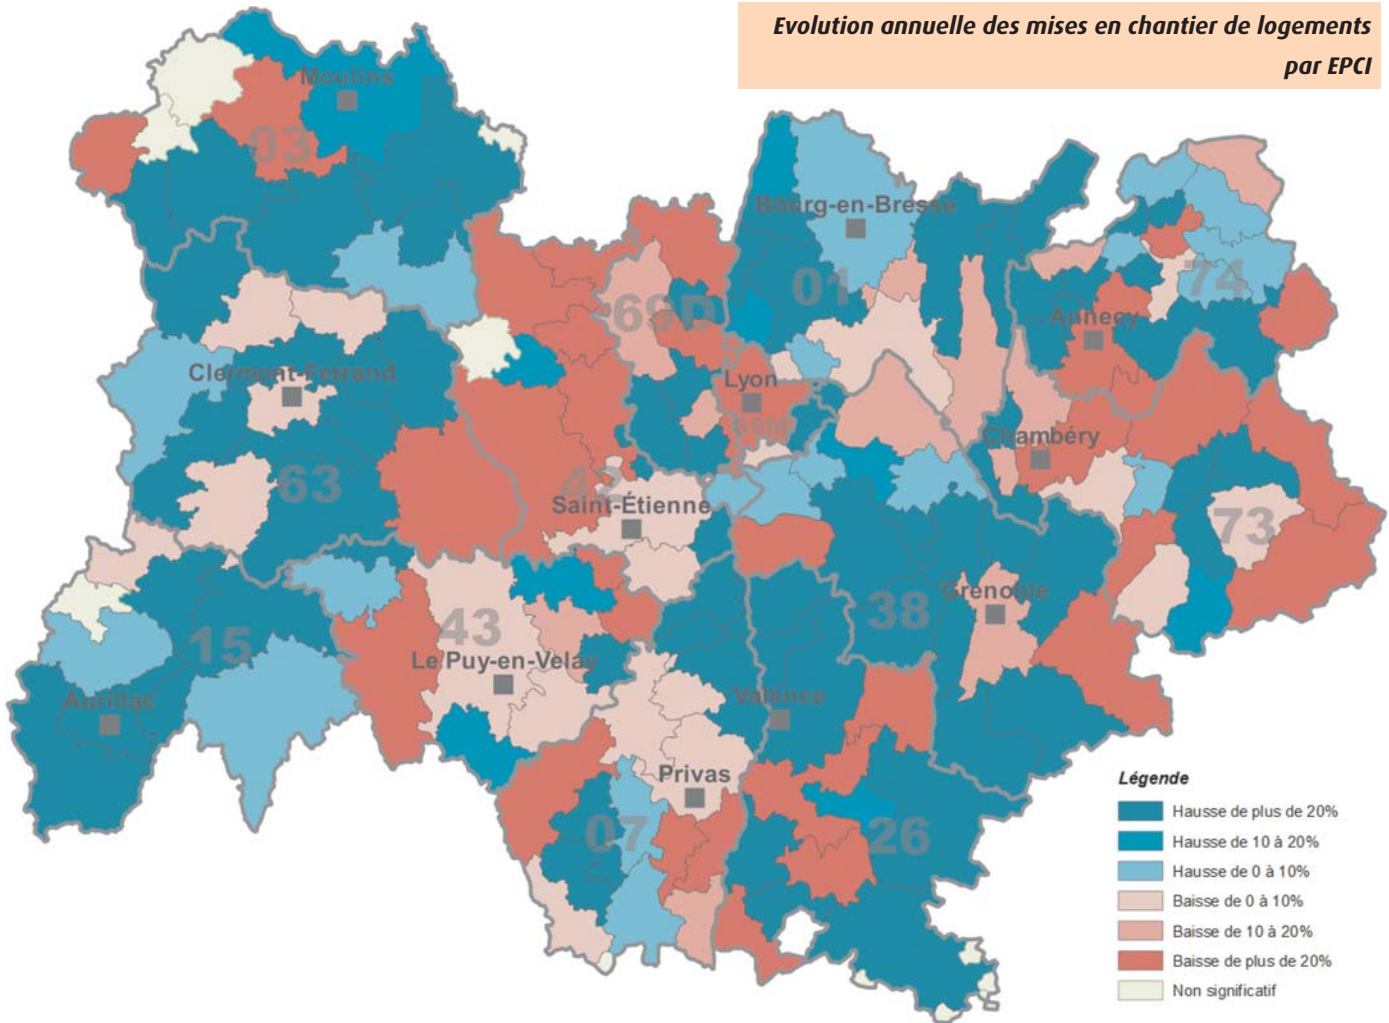 Evolution annuelle des mises en chantier de logements
par EPCI
Moulins
03
Bourg-en-Bresse
01
74
69D
Annecy
Clermont-Ferrand
Lyon
69M
Chambéry
63
42
Saint-Étienne
73
43
38
Grenoble
15
Le Puy-en-Velay
Aurillac
Valence
Privas
07
26
Légende
Hausse de plus de 20%
Hausse de 10 à 20%
Hausse de 0 à 10%
Baisse de 0 à 10%
Baisse de 10 à 20%
Baisse de plus de 20%
Non significatif